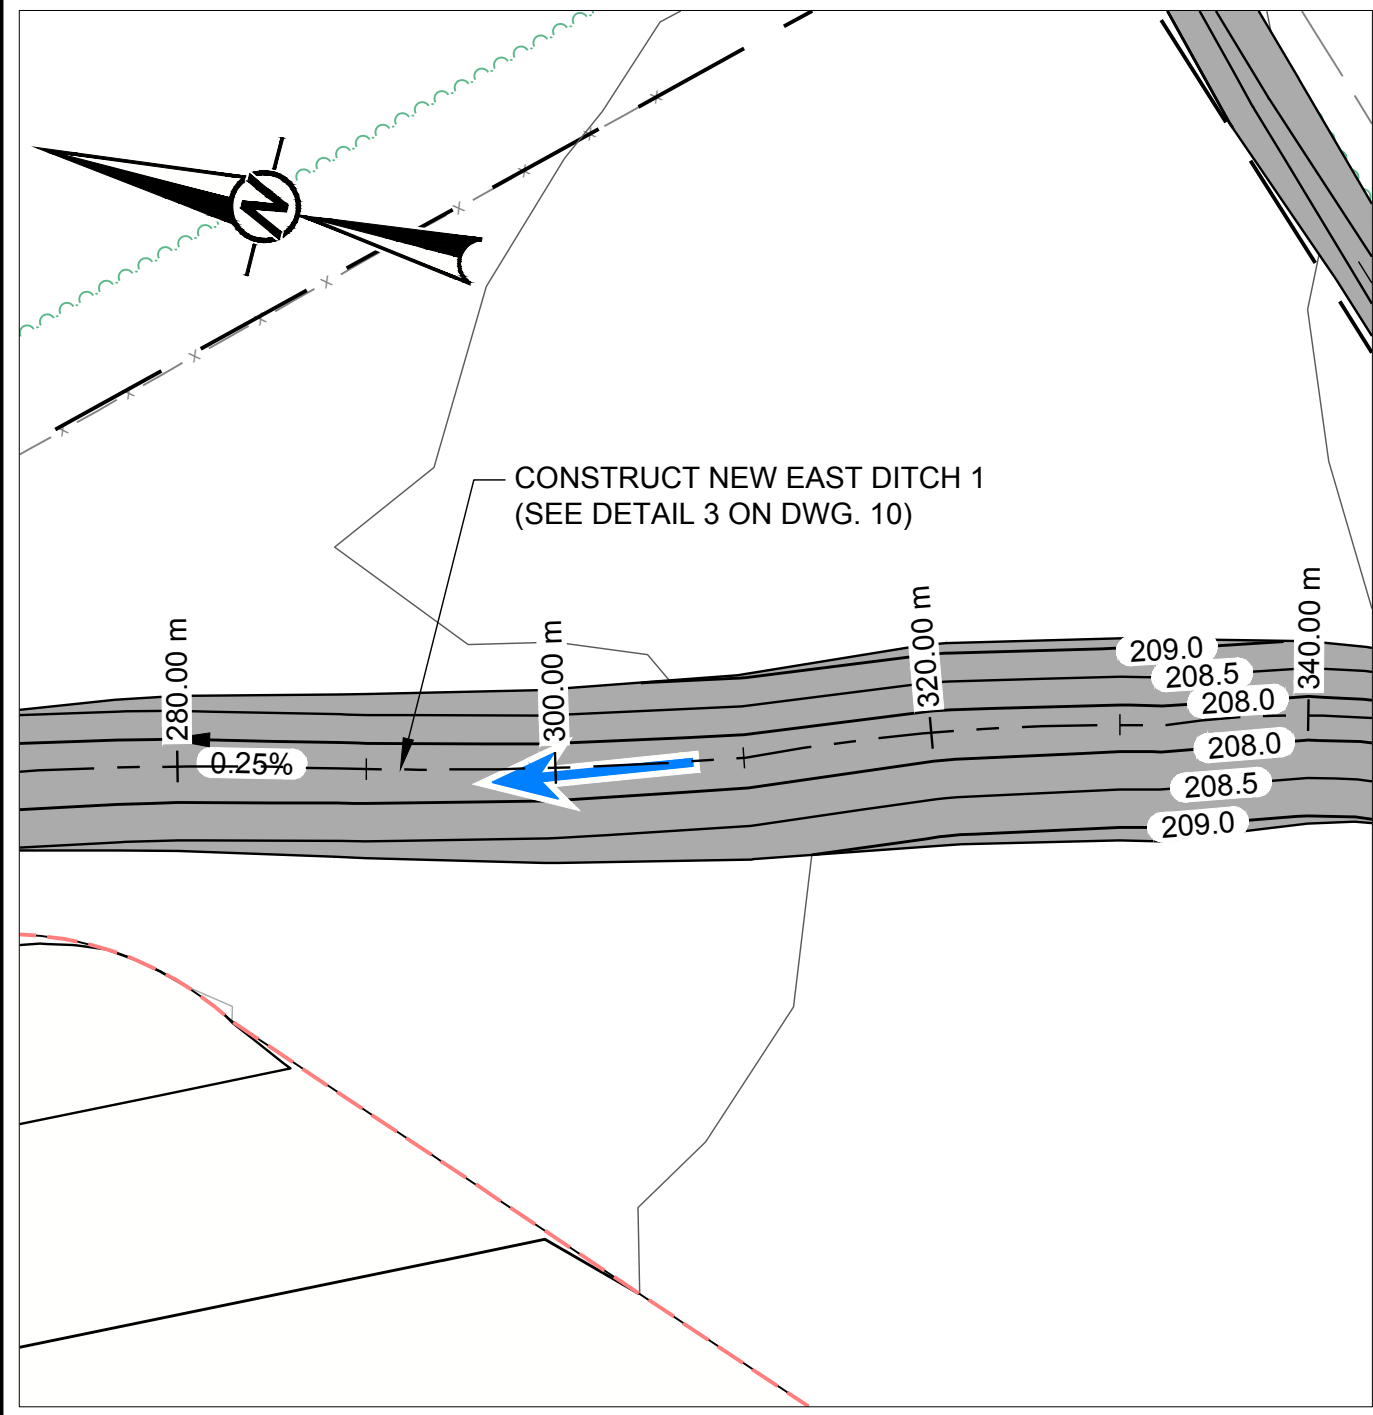 N
CONSTRUCT NEW EAST DITCH 1
(SEE DETAIL 3 ON DWG. 10)
280.00 m
300.00 m
320.00 m
340.00 m
209.0
208.5
208.0
0.25%
208.0
208.5
209.0